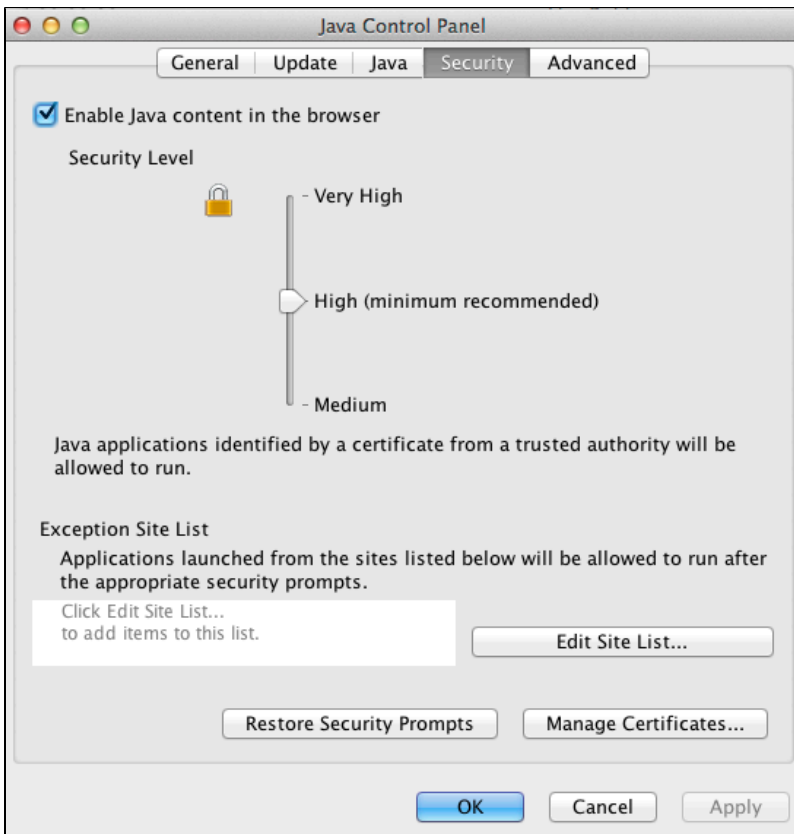 Java Control Panel
General Update Java Security Advanced
Enable Java content in the browser
Security Level
- Very High
High (minimum recommended)
- Medium
Java applications identified by a certificate from a trusted authority will be
allowed to run.
Exception Site List
Applications launched from the sites listed below will be allowed to run after
the appropriate security prompts.
Click Edit Site List...
to add items to this list.
Edit Site List...
Restore Security Prompts Manage Certificates...
OK Cancel Apply